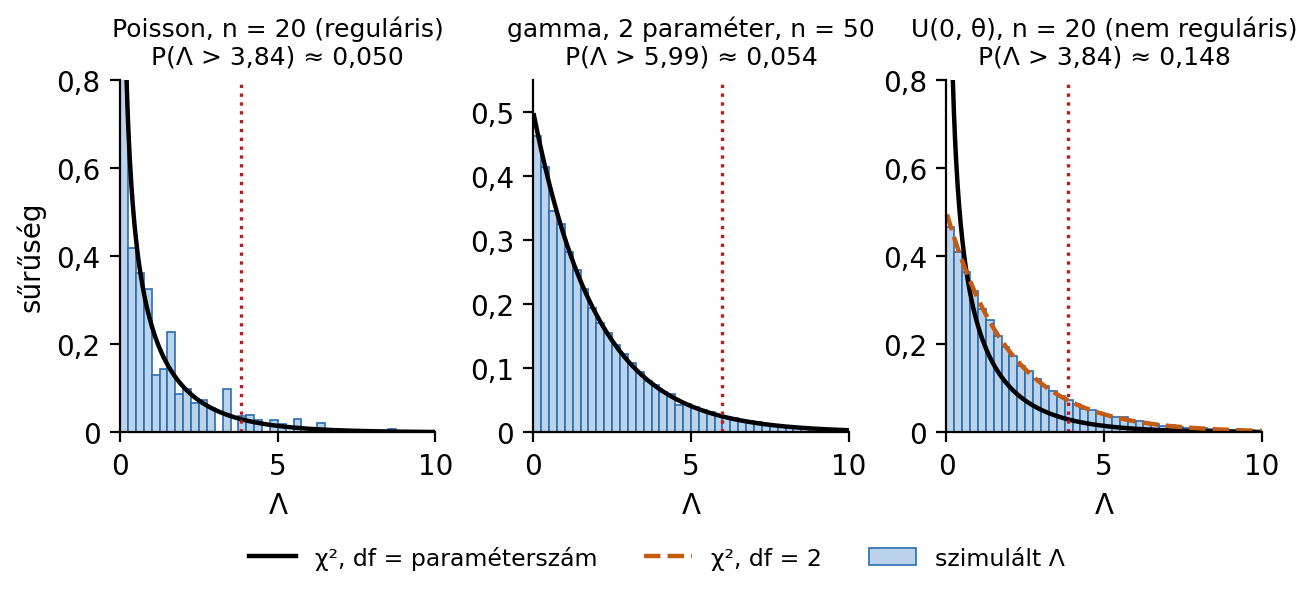 Poisson, n = 20 (reguláris)
P(Λ > 3,84) ≈ 0,050
gamma, 2 paraméter, n = 50
P(Λ > 5,99) ≈ 0,054
U(0, θ), n = 20 (nem reguláris)
P(Λ > 3,84) ≈ 0,148
sűrűség
0,8
0,6
0,4
0,2
0
0 5 10
Λ
0,5
0,4
0,3
0,2
0,1
0
0 5 10
Λ
0,8
0,6
0,4
0,2
0
0 5 10
Λ
χ², df = paraméterszám
χ², df = 2
szimulált Λ